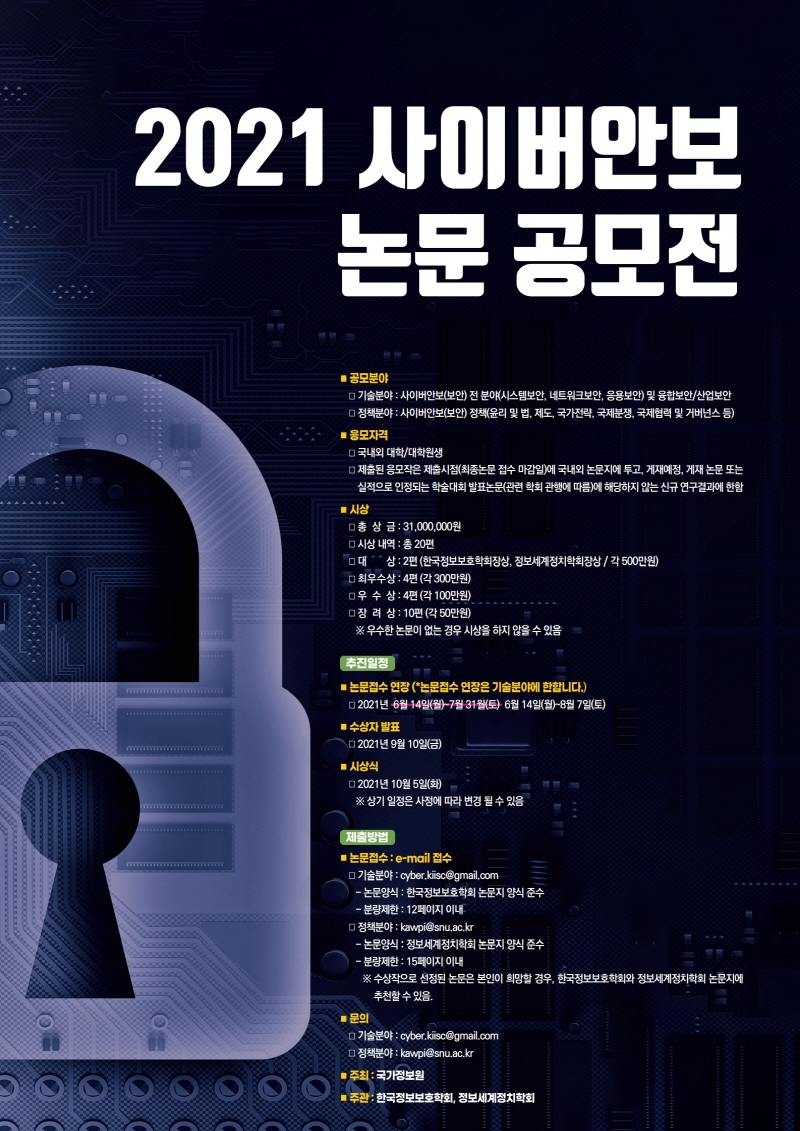 2021 사이버안보
논문 공모전
■ 공모분야
□ 기술분야 : 사이버안보(보안) 전 분야(시스템보안, 네트워크보안, 응용보안) 및 융합보안/산업보안
□ 정책분야 : 사이버안보(보안) 정책(윤리 및 법, 제도, 국가전략, 국제분쟁, 국제협력 및 거버넌스 등)
■ 응모자격
□ 국내외 대학/대학원생
□ 제출된 응모작은 제출시점(최종논문 접수 마감일)에 국내외 논문지에 투고, 게재예정, 게재 논문 또는
실적으로 인정되는 학술대회 발표논문(관련 학회 관행에 따름)에 해당하지 않는 신규 연구결과에 한함
■ 시상
□ 총 상 금 : 31,000,000원
□ 시상 내역 : 총 20편
□ 대 상 : 2편 (한국정보보호학회장상, 정보세계정치학회장상 / 각 500만원)
□ 최우수상 : 4편 (각 300만원)
□ 우 수 상 : 4편 (각 100만원)
□ 장 려 상 : 10편 (각 50만원)
※ 우수한 논문이 없는 경우 시상을 하지 않을 수 있음
추진일정
■ 논문접수 연장 (*논문접수 연장은 기술분야에 한합니다.)
□ 2021년 6월 14일(월)~7월 31일(토) 6월 14일(월)~8월 7일(토)
■ 수상자 발표
□ 2021년 9월 10일(금)
■ 시상식
□ 2021년 10월 5일(화)
※ 상기 일정은 사정에 따라 변경 될 수 있음
제출방법
■ 논문접수 : e-mail 접수
□ 기술분야 : cyber.kiisc@gmail.com
- 논문양식 : 한국정보보호학회 논문지 양식 준수
- 분량제한 : 12페이지 이내
□ 정책분야 : kawpi@snu.ac.kr
- 논문양식 : 정보세계정치학회 논문지 양식 준수
- 분량제한 : 15페이지 이내
※ 수상작으로 선정된 논문은 본인이 희망할 경우, 한국정보보호학회와 정보세계정치학회 논문지에
추천할 수 있음.
■ 문의
□ 기술분야 : cyber.kiisc@gmail.com
□ 정책분야 : kawpi@snu.ac.kr
■ 주최 : 국가정보원
■ 주관 : 한국정보보호학회, 정보세계정치학회